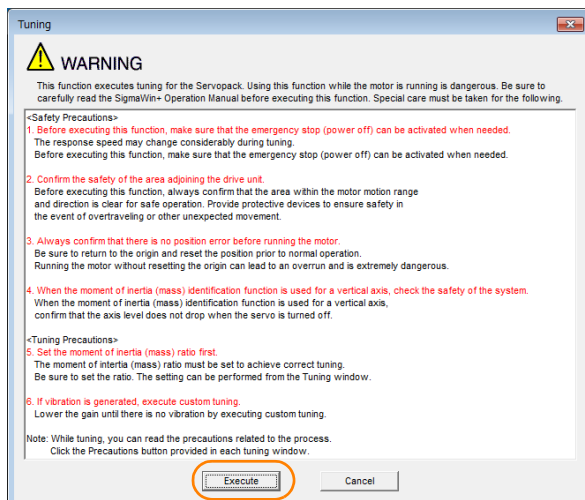 Tuning
WARNING
This function executes tuning for the Servopack. Using this function while the motor is running is dangerous. Be sure to
carefully read the SigmaWin+ Operation Manual before executing this function. Special care must be taken for the following.
<Safety Precautions>
1. Before executing this function, make sure that the emergency stop (power off) can be activated when needed.
The response speed may change considerably during tuning.
Before executing this function, make sure that the emergency stop (power off) can be activated when needed.
2. Confirm the safety of the area adjoining the drive unit.
Before executing this function, always confirm that the area within the motor motion range
and direction is clear for safe operation. Provide protective devices to ensure safety in
the event of overtraveling or other unexpected movement.
3. Always confirm that there is no position error before running the motor.
Be sure to return to the origin and reset the position prior to normal operation.
Running the motor without resetting the origin can lead to an overrun and is extremely dangerous.
4. When the moment of inertia (mass) identification function is used for a vertical axis, check the safety of the system.
When the moment of inertia (mass) identification function is used for a vertical axis,
confirm that the axis level does not drop when the servo is turned off.
<Tuning Precautions>
5. Set the moment of inertia (mass) ratio first.
The moment of intertia (mass) ratio must be set to achieve correct tuning.
Be sure to set the ratio. The setting can be performed from the Tuning window.
6. If vibration is generated, execute custom tuning.
Lower the gain until there is no vibration by executing custom tuning.
Note: While tuning, you can read the precautions related to the process.
Click the Precautions button provided in each tuning window.
Execute
Cancel